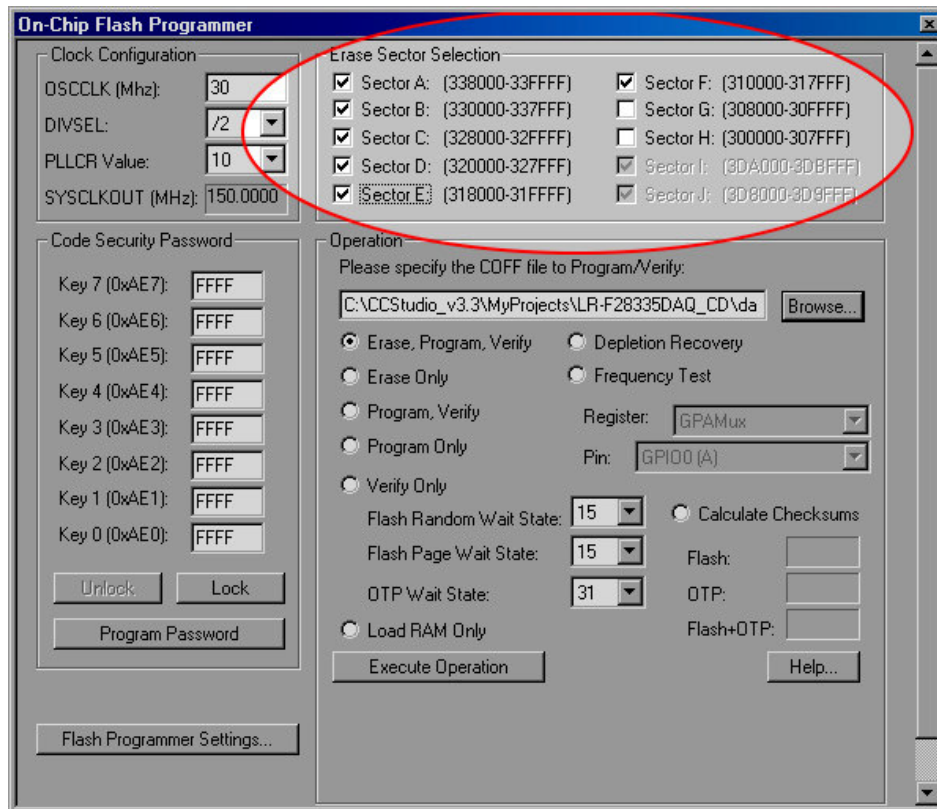 On-Chip Flash Programmer
Clock Configuration
OSCCLK (Mhz): 30
DIVSEL: /2
PLLCR Value: 10
SYSCLKOUT (MHz): 150.0000
Erase Sector Selection
Sector A: (338000-33FFFF) Sector F: (310000-317FFF)
Sector B: (330000-337FFF) Sector G: (308000-30FFFF)
Sector C: (328000-32FFFF) Sector H: (300000-307FFF)
Sector D: (320000-327FFF) Sector I: (3DA000-3DBFFF)
Sector E: (318000-31FFFF) Sector J: (3D8000-3D9FFF)
Code Security Password
Key 7 (0xAE7): FFFF
Key 6 (0xAE6): FFFF
Key 5 (0xAE5): FFFF
Key 4 (0xAE4): FFFF
Key 3 (0xAE3): FFFF
Key 2 (0xAE2): FFFF
Key 1 (0xAE1): FFFF
Key 0 (0xAE0): FFFF
Unlock Lock
Program Password
Flash Programmer Settings...
Operation
Please specify the COFF file to Program/Verify:
C:\CCStudio_v3.3\MyProjects\LR-F28335DAQ_CD\da Browse...
Erase, Program, Verify Depletion Recovery
Erase Only Frequency Test
Program, Verify Register: GPAMux
Program Only Pin: GPIO0 (A)
Verify Only
Flash Random Wait State: 15 Calculate Checksums
Flash Page Wait State: 15 Flash:
OTP Wait State: 31 OTP:
Load RAM Only Flash+OTP:
Execute Operation Help...